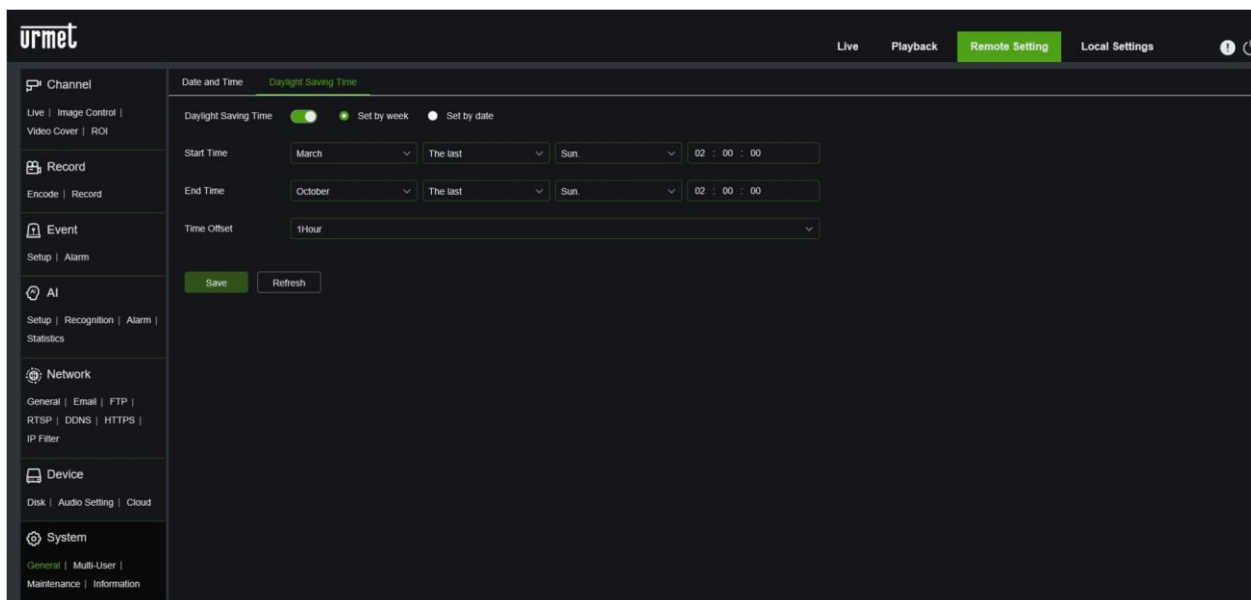 urmet
Live Playback Remote Setting Local Settings
Channel
Live | Image Control |
Video Cover | ROI
Record
Encode | Record
Event
Setup | Alarm
AI
Setup | Recognition | Alarm |
Statistics
Network
General | Email | FTP |
RTSP | DDNS | HTTPS |
IP Filter
Device
Disk | Audio Setting | Cloud
System
General | Multi-User |
Maintenance | Information
Date and Time Daylight Saving Time
Daylight Saving Time Set by week Set by date
Start Time March The last Sun. 02 : 00 : 00
End Time October The last Sun. 02 : 00 : 00
Time Offset 1Hour
Save Refresh